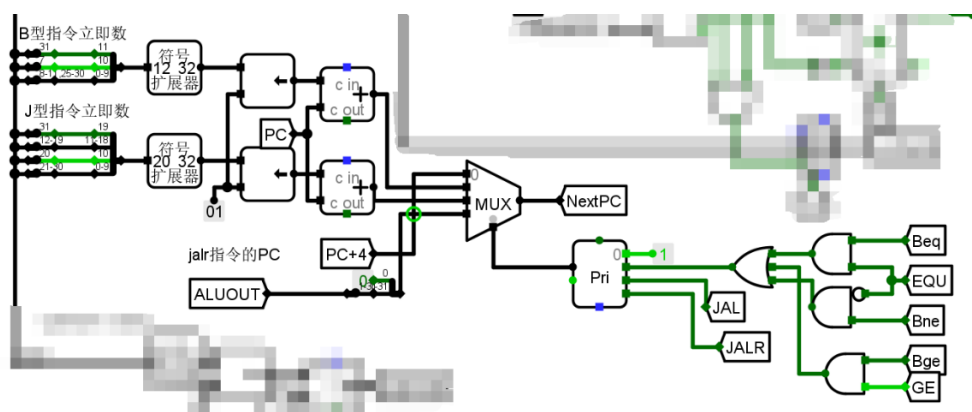 B型指令立即数
31 11
7 10
8-11,25-30 0-9
符号
12 32
扩展器
c in
c out
J型指令立即数
31 19
12-19 11-18
20 10
21-30 0-9
符号
20 32
扩展器
PC
c in
c out
01
0
MUX
NextPC
jalr指令的PC
PC+4
ALUOUT
0 0
1-31
Pri
0
1
JAL
JALR
Beq
EQU
Bne
Bge
GE